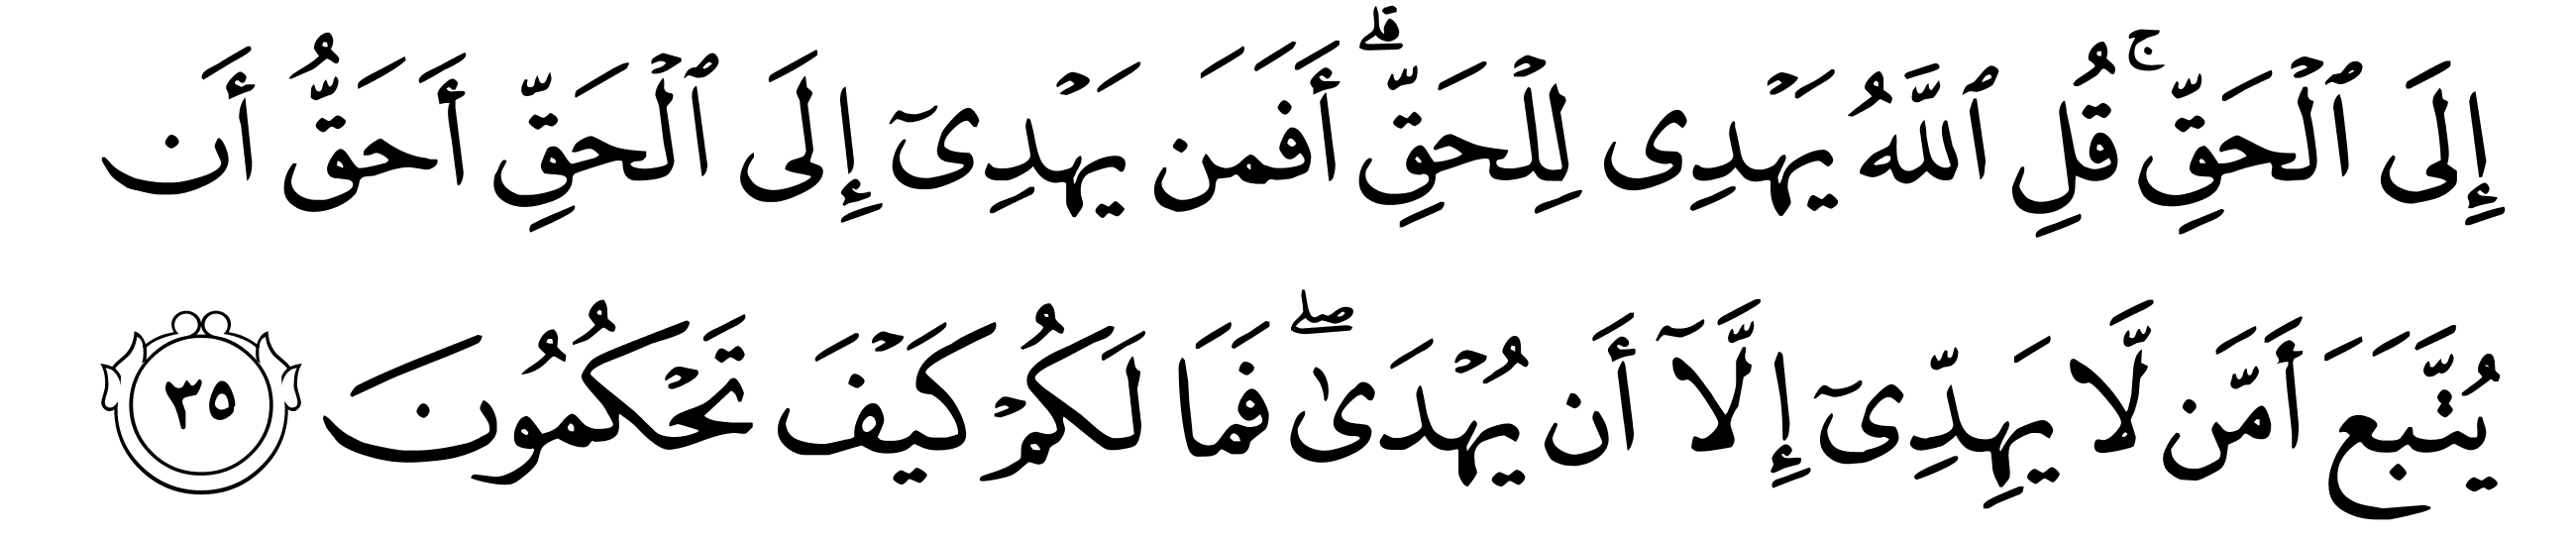 إِلَى ٱلْحَقِّ ۚ قُلِ ٱللَّهُ يَهْدِى لِلْحَقِّ ۗ أَفَمَن يَهْدِىٓ إِلَى ٱلْحَقِّ أَحَقُّ أَن
يُتَّبَعَ أَمَّن لَّا يَهِدِّىٓ إِلَّآ أَن يُهْدَىٰ ۖ فَمَا لَكُمْ كَيْفَ تَحْكُمُونَ ٣٥